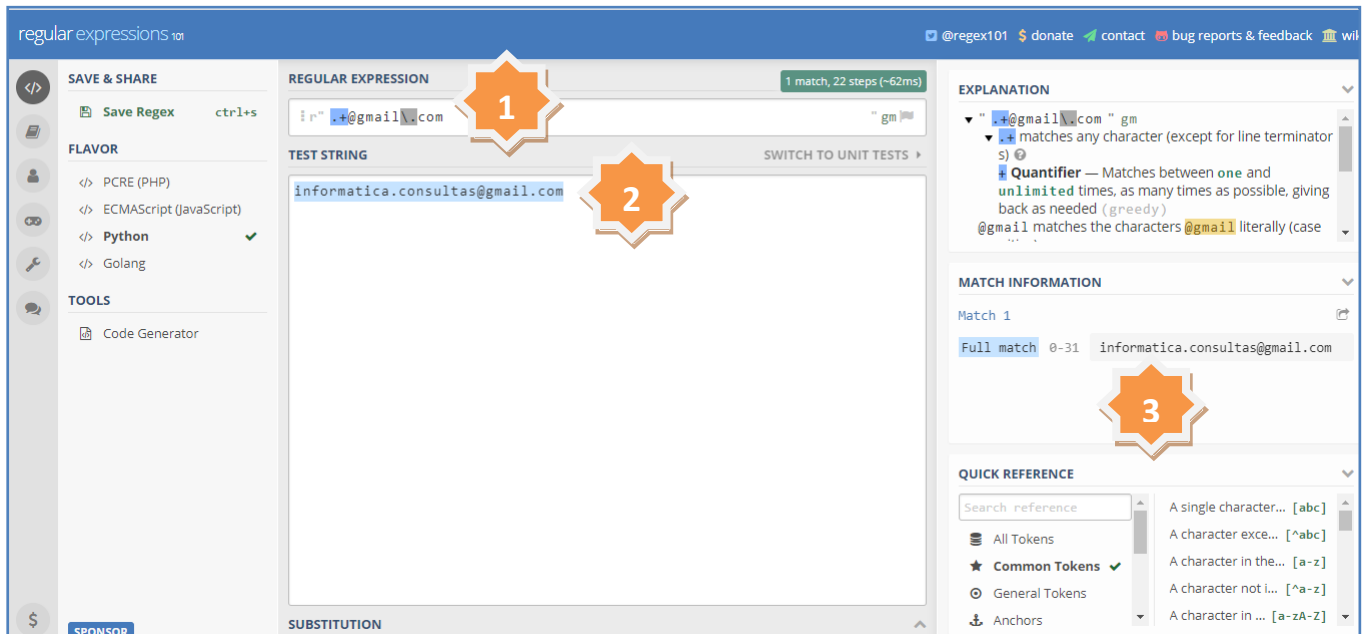 regular expressions 101
@regex101 $ donate contact bug reports & feedback
SAVE & SHARE
Save Regex ctrl+s
FLAVOR
</> PCRE (PHP)
</> ECMAScript (JavaScript)
</> Python
</> Golang
TOOLS
Code Generator
SPONSOR
REGULAR EXPRESSION
1 match, 22 steps (~62ms)
r" .+@gmail\.com " gm
1
TEST STRING
SWITCH TO UNIT TESTS
informatica.consultas@gmail.com
2
SUBSTITUTION
EXPLANATION
" .+@gmail\.com " gm
.+ matches any character (except for line terminator
s)
+ Quantifier — Matches between one and
unlimited times, as many times as possible, giving
back as needed (greedy)
@gmail matches the characters @gmail literally (case
MATCH INFORMATION
Match 1
Full match 0-31 informatica.consultas@gmail.com
3
QUICK REFERENCE
Search reference
All Tokens
Common Tokens
General Tokens
Anchors
A single character... [abc]
A character exce... [^abc]
A character in the... [a-z]
A character not i... [^a-z]
A character in ... [a-zA-Z]
$